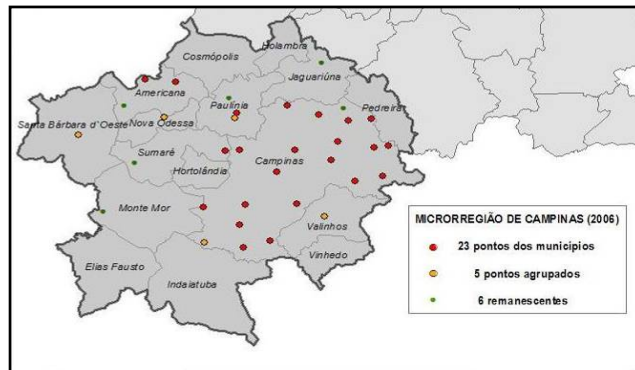 Holambra
Cosmópolis
Jaguariúna
Americana
Paulínia
Pedreira
Santa Bárbara d'Oeste
Nova Odessa
Sumaré
Campinas
Hortolândia
Monte Mor
Valinhos
Elias Fausto
Vinhedo
Indaiatuba
MICRORREGIÃO DE CAMPINAS (2006)
23 pontos dos municipios
5 pontos agrupados
6 remanescentes